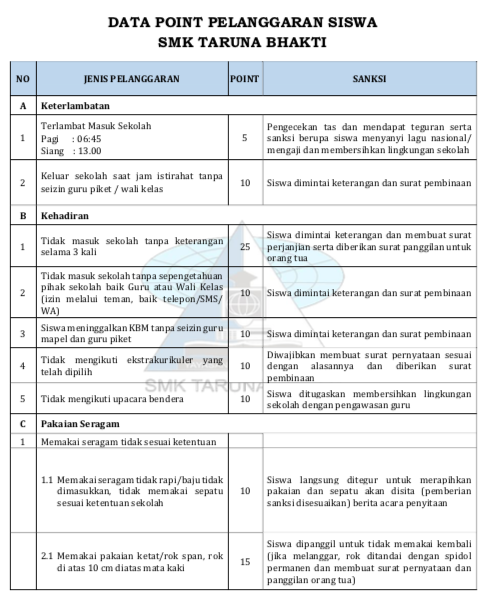 DATA POINT PELANGGARAN SISWA
SMK TARUNA BHAKTI
NO JENIS PELANGGARAN POINT SANKSI
A Keterlambatan
1
Terlambat Masuk Sekolah
Pagi : 06:45
Siang : 13.00
5
Pengecekan tas dan mendapat teguran serta
sanksi berupa siswa menyanyi lagu nasional/
mengaji dan membersihkan lingkungan sekolah
2
Keluar sekolah saat jam istirahat tanpa
seizin guru piket / wali kelas
10
Siswa dimintai keterangan dan surat pembinaan
B Kehadiran
1
Tidak masuk sekolah tanpa keterangan
selama 3 kali
25
Siswa dimintai keterangan dan membuat surat
perjanjian serta diberikan surat panggilan untuk
orang tua
2
Tidak masuk sekolah tanpa sepengetahuan
pihak sekolah baik Guru atau Wali Kelas
(izin melalui teman, baik telepon/SMS/
WA)
10
Siswa dimintai keterangan dan surat pembinaan
3
Siswa meninggalkan KBM tanpa seizin guru
mapel dan guru piket
10
Siswa dimintai keterangan dan surat pembinaan
4
Tidak mengikuti ekstrakurikuler yang
telah dipilih
10
Diwajibkan membuat surat pernyataan sesuai
dengan alasannya dan diberikan surat
pembinaan
SMK TARUNA
5
Tidak mengikuti upacara bendera
10
Siswa ditugaskan membersihkan lingkungan
sekolah dengan pengawasan guru
C Pakaian Seragam
1 Memakai seragam tidak sesuai ketentuan
1.1 Memakai seragam tidak rapi/baju tidak
dimasukkan, tidak memakai sepatu
sesuai ketentuan sekolah
10
Siswa langsung ditegur untuk merapihkan
pakaian dan sepatu akan disita (pemberian
sanksi disesuaikan) berita acara penyitaan
2.1 Memakai pakaian ketat/rok span, rok
di atas 10 cm diatas mata kaki
15
Siswa dipanggil untuk tidak memakai kembali
(jika melanggar, rok ditandai dengan spidol
permanen dan membuat surat pernyataan dan
panggilan orang tua)